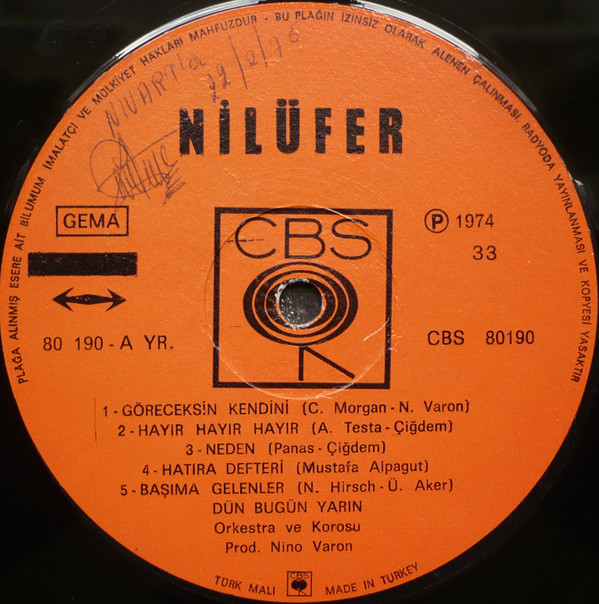 PLAĞA ALINMIŞ ESERE AİT BİLUMUM İMALATÇI VE MÜLKİYET HAKLARI MAHFUZDUR - BU PLAĞIN İZİNSİZ OLARAK ALENEN ÇALINMASI, RADYODA YAYINLANMASI VE KOPYESİ YASAKTIR
22/2/76
NİLÜFER
GEMA
CBS
℗ 1974
33
80 190 - A YR.
CBS 80190
1 - GÖRECEKSİN KENDİNİ (C. Morgan - N. Varon)
2 - HAYIR HAYIR HAYIR (A. Testa - Çiğdem)
3 - NEDEN (Panas - Çiğdem)
4 - HATIRA DEFTERİ (Mustafa Alpagut)
5 - BAŞIMA GELENLER (N. Hirsch - Ü. Aker)
DÜN BUGÜN YARIN
Orkestra ve Korosu
Prod. Nino Varon
TÜRK MALI CBS MADE IN TURKEY